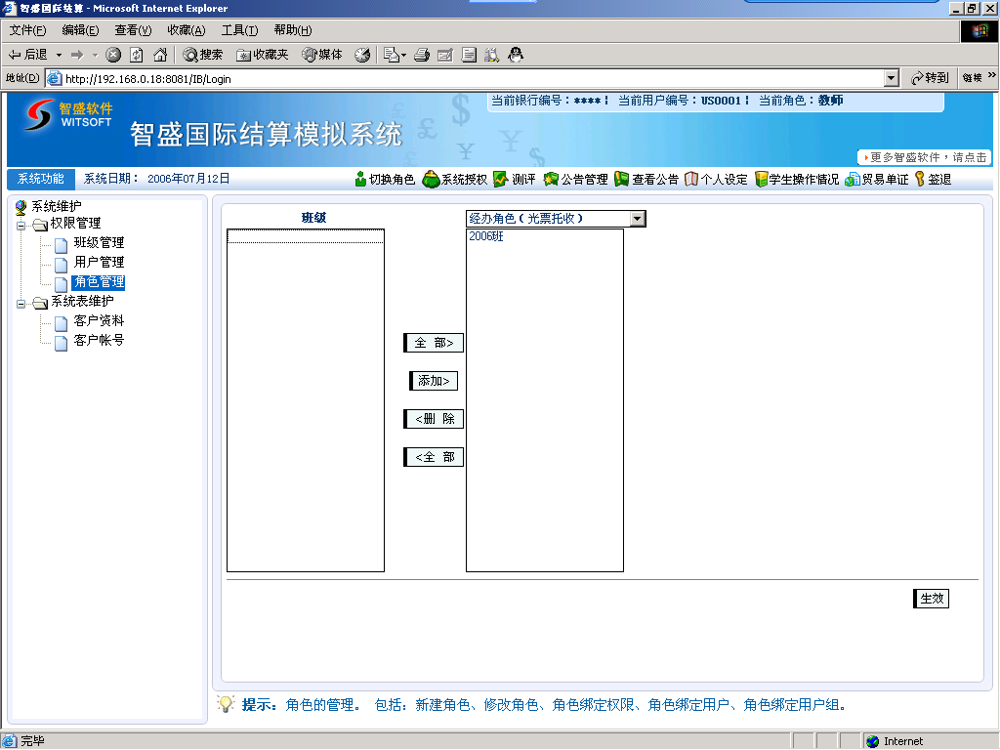 智盛国际结算 - Microsoft Internet Explorer
文件(F) 编辑(E) 查看(V) 收藏(A) 工具(T) 帮助(H)
后退 搜索 收藏夹 媒体
地址(D) http://192.168.0.18:8081/IB/Login 转到 链接 »
智盛软件
WITSOFT
智盛国际结算模拟系统
当前银行编号：****！ 当前用户编号：US0001！ 当前角色：教师
更多智盛软件，请点击
系统功能 系统日期： 2006年07月12日 切换角色 系统授权 测评 公告管理 查看公告 个人设定 学生操作情况 贸易单证 签退
系统维护
权限管理
班级管理
用户管理
角色管理
系统表维护
客户资料
客户帐号
班级 经办角色(光票托收)
2006班
全 部>
添加>
<删 除
<全 部
生效
提示: 角色的管理。 包括: 新建角色、修改角色、角色绑定权限、角色绑定用户、角色绑定用户组。
完毕 Internet